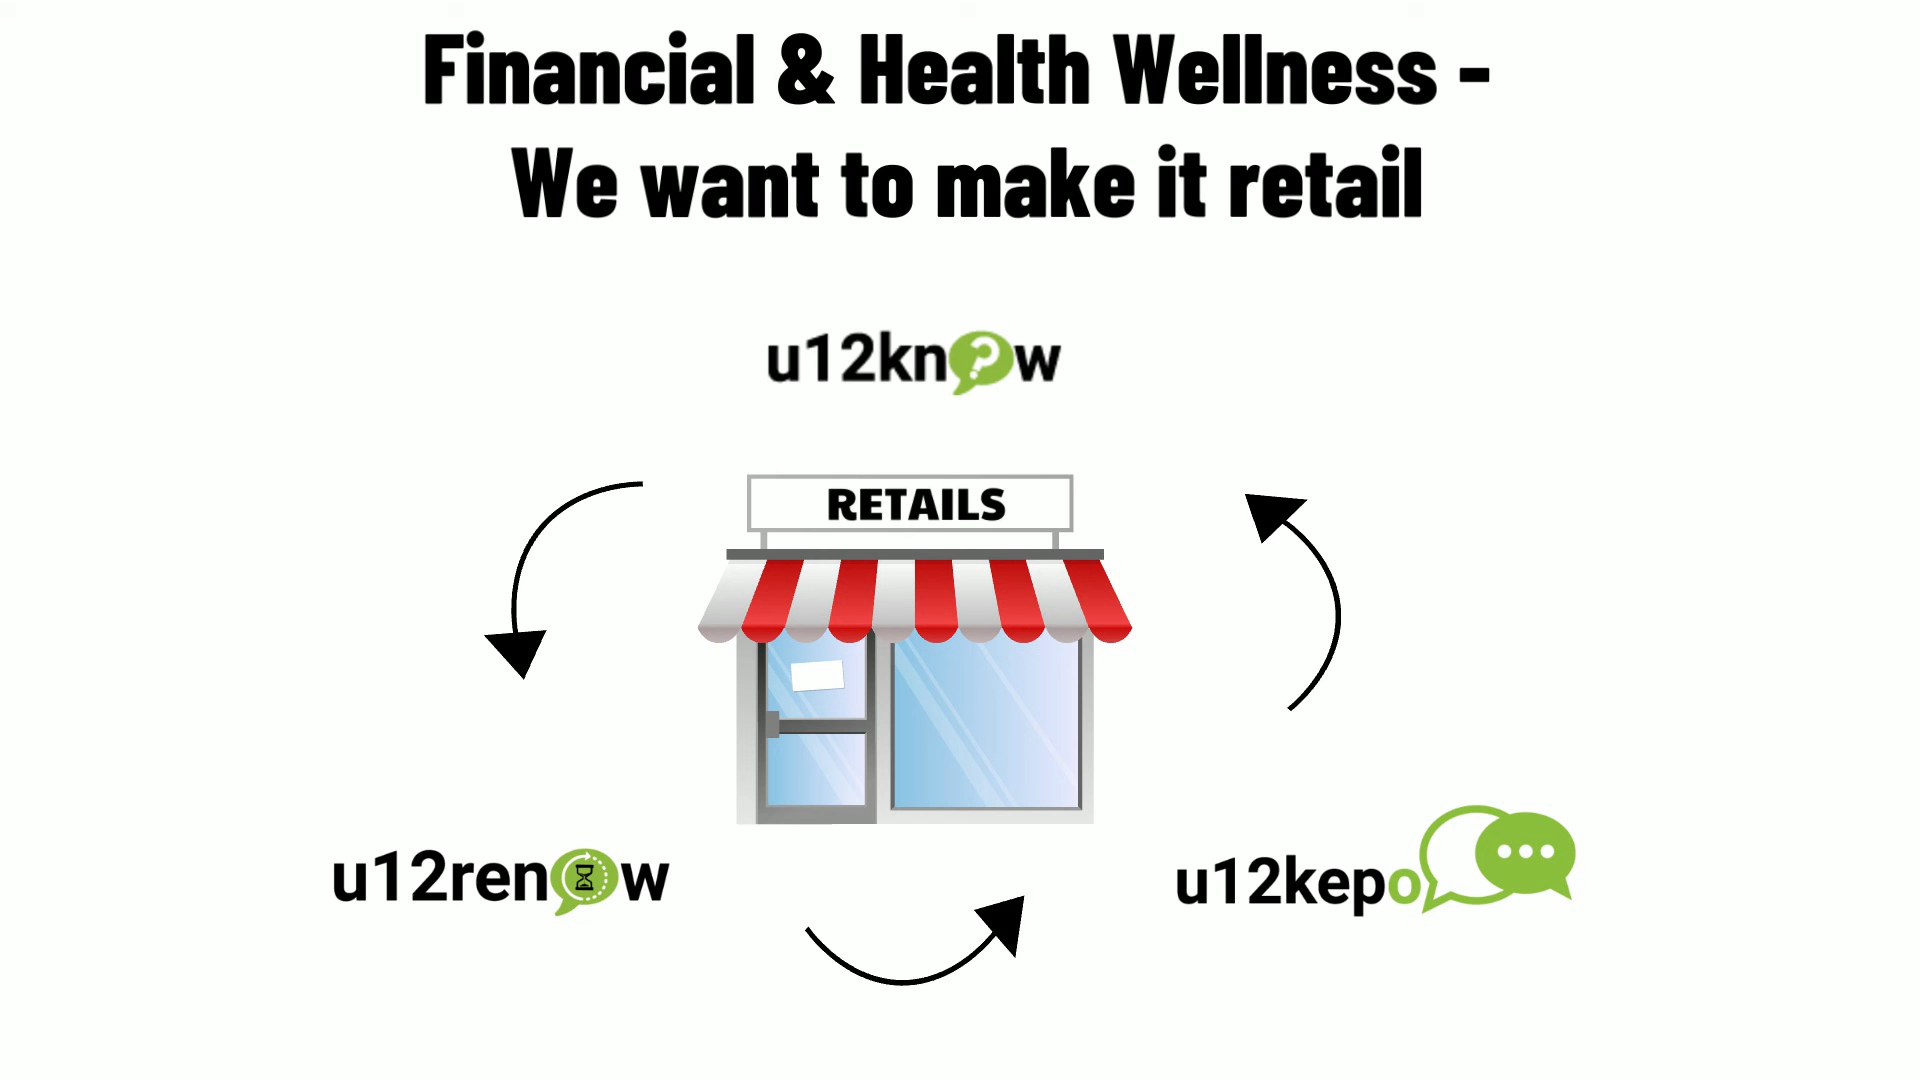 Financial & Health Wellness -
We want to make it retail
u12know
RETAILS
u12renow
u12kepo